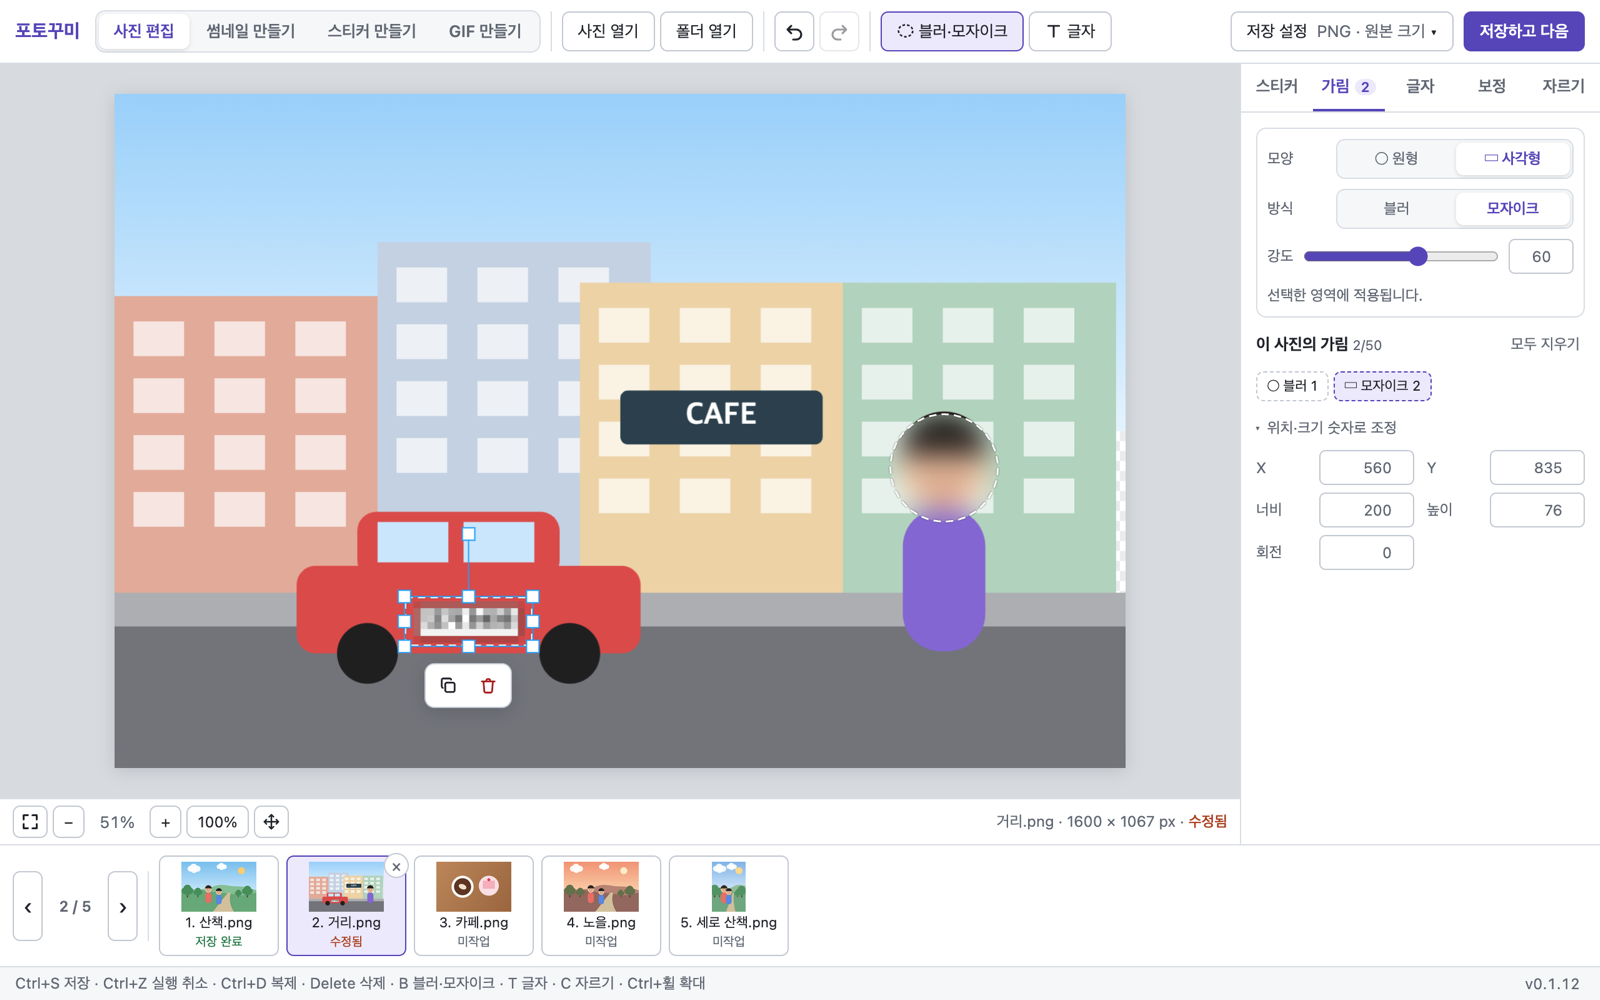 포토꾸미 사진 편집 썸네일 만들기 스티커 만들기 GIF 만들기 사진 열기 폴더 열기 블러·모자이크 T 글자 저장 설정 PNG · 원본 크기 ▾ 저장하고 다음
스티커 가림 2 글자 보정 자르기
모양 원형 사각형
방식 블러 모자이크
강도 60
선택한 영역에 적용됩니다.
이 사진의 가림 2/50 모두 지우기
블러 1 모자이크 2
위치·크기 숫자로 조정
X 560 Y 835
너비 200 높이 76
회전 0
CAFE
− 51% + 100% 거리.png · 1600 × 1067 px · 수정됨
‹ 2 / 5 ›
1. 산책.png
저장 완료
2. 거리.png
수정됨
3. 카페.png
미작업
4. 노을.png
미작업
5. 세로 산책.png
미작업
Ctrl+S 저장 · Ctrl+Z 실행 취소 · Ctrl+D 복제 · Delete 삭제 · B 블러·모자이크 · T 글자 · C 자르기 · Ctrl+휠 확대 v0.1.12